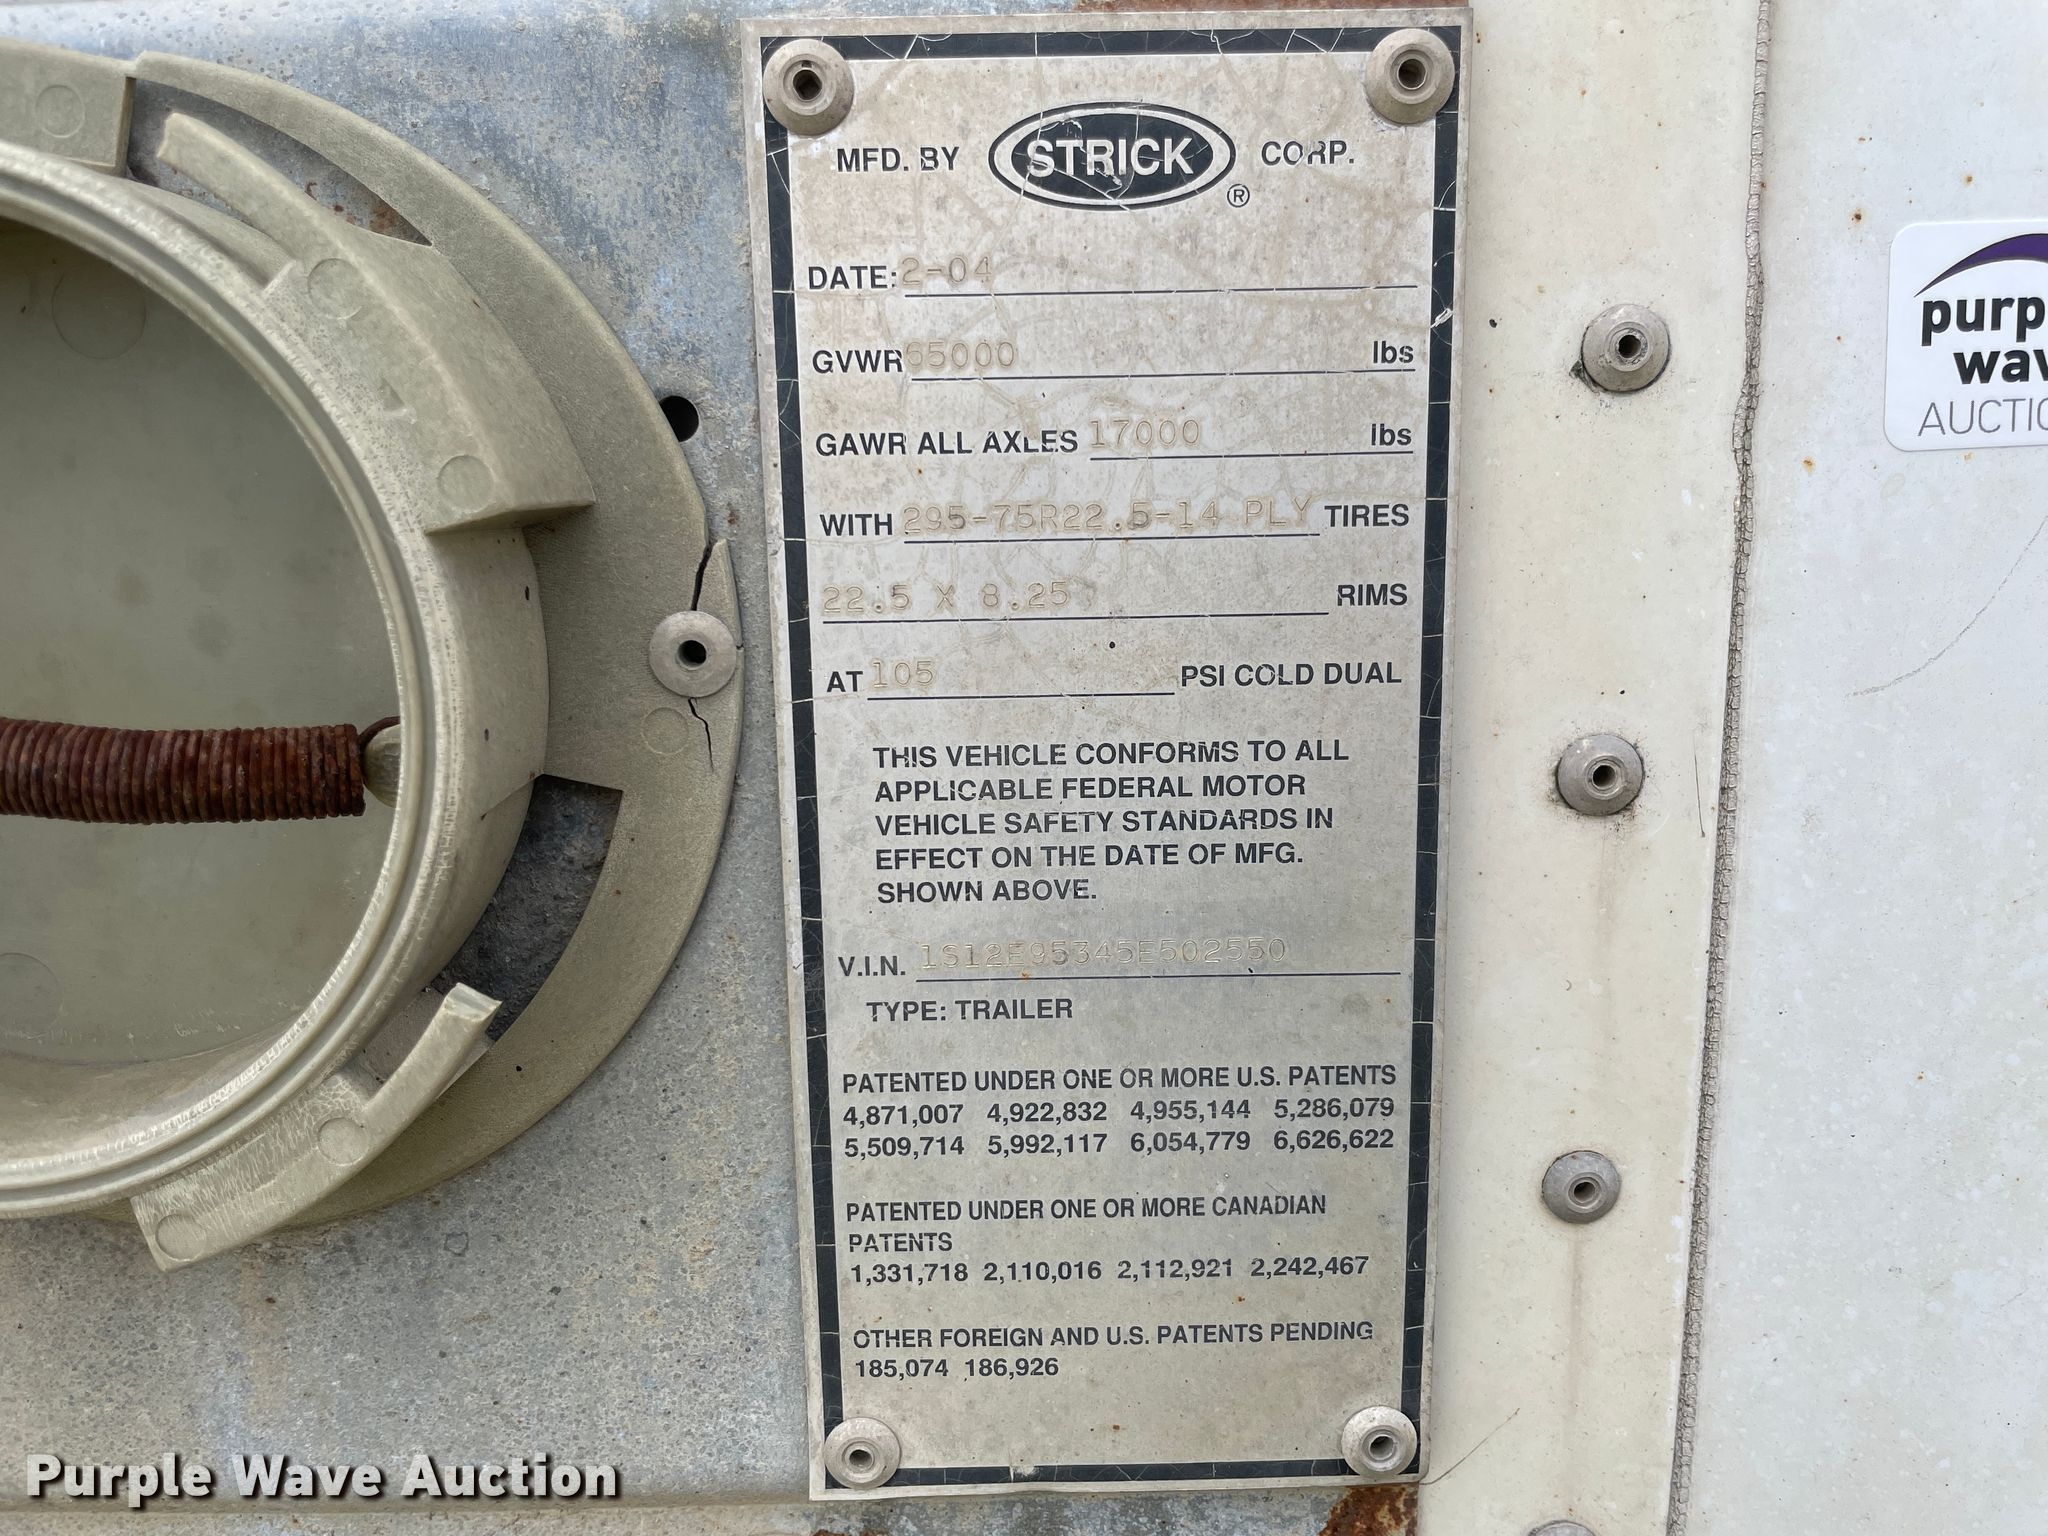 MFD. BY STRICK ® CORP.
DATE: 2-04
GVWR 65000 lbs
GAWR ALL AXLES 17000 lbs
WITH 295-75R22.5-14 PLY TIRES
22.5 X 8.25 RIMS
AT 105 PSI COLD DUAL
THIS VEHICLE CONFORMS TO ALL
APPLICABLE FEDERAL MOTOR
VEHICLE SAFETY STANDARDS IN
EFFECT ON THE DATE OF MFG.
SHOWN ABOVE.
V.I.N. 1S12E95345E502550
TYPE: TRAILER
PATENTED UNDER ONE OR MORE U.S. PATENTS
4,871,007 4,922,832 4,955,144 5,286,079
5,509,714 5,992,117 6,054,779 6,626,622
PATENTED UNDER ONE OR MORE CANADIAN
PATENTS
1,331,718 2,110,016 2,112,921 2,242,467
OTHER FOREIGN AND U.S. PATENTS PENDING
185,074 186,926
purp
wav
AUCTIO
Purple Wave Auction